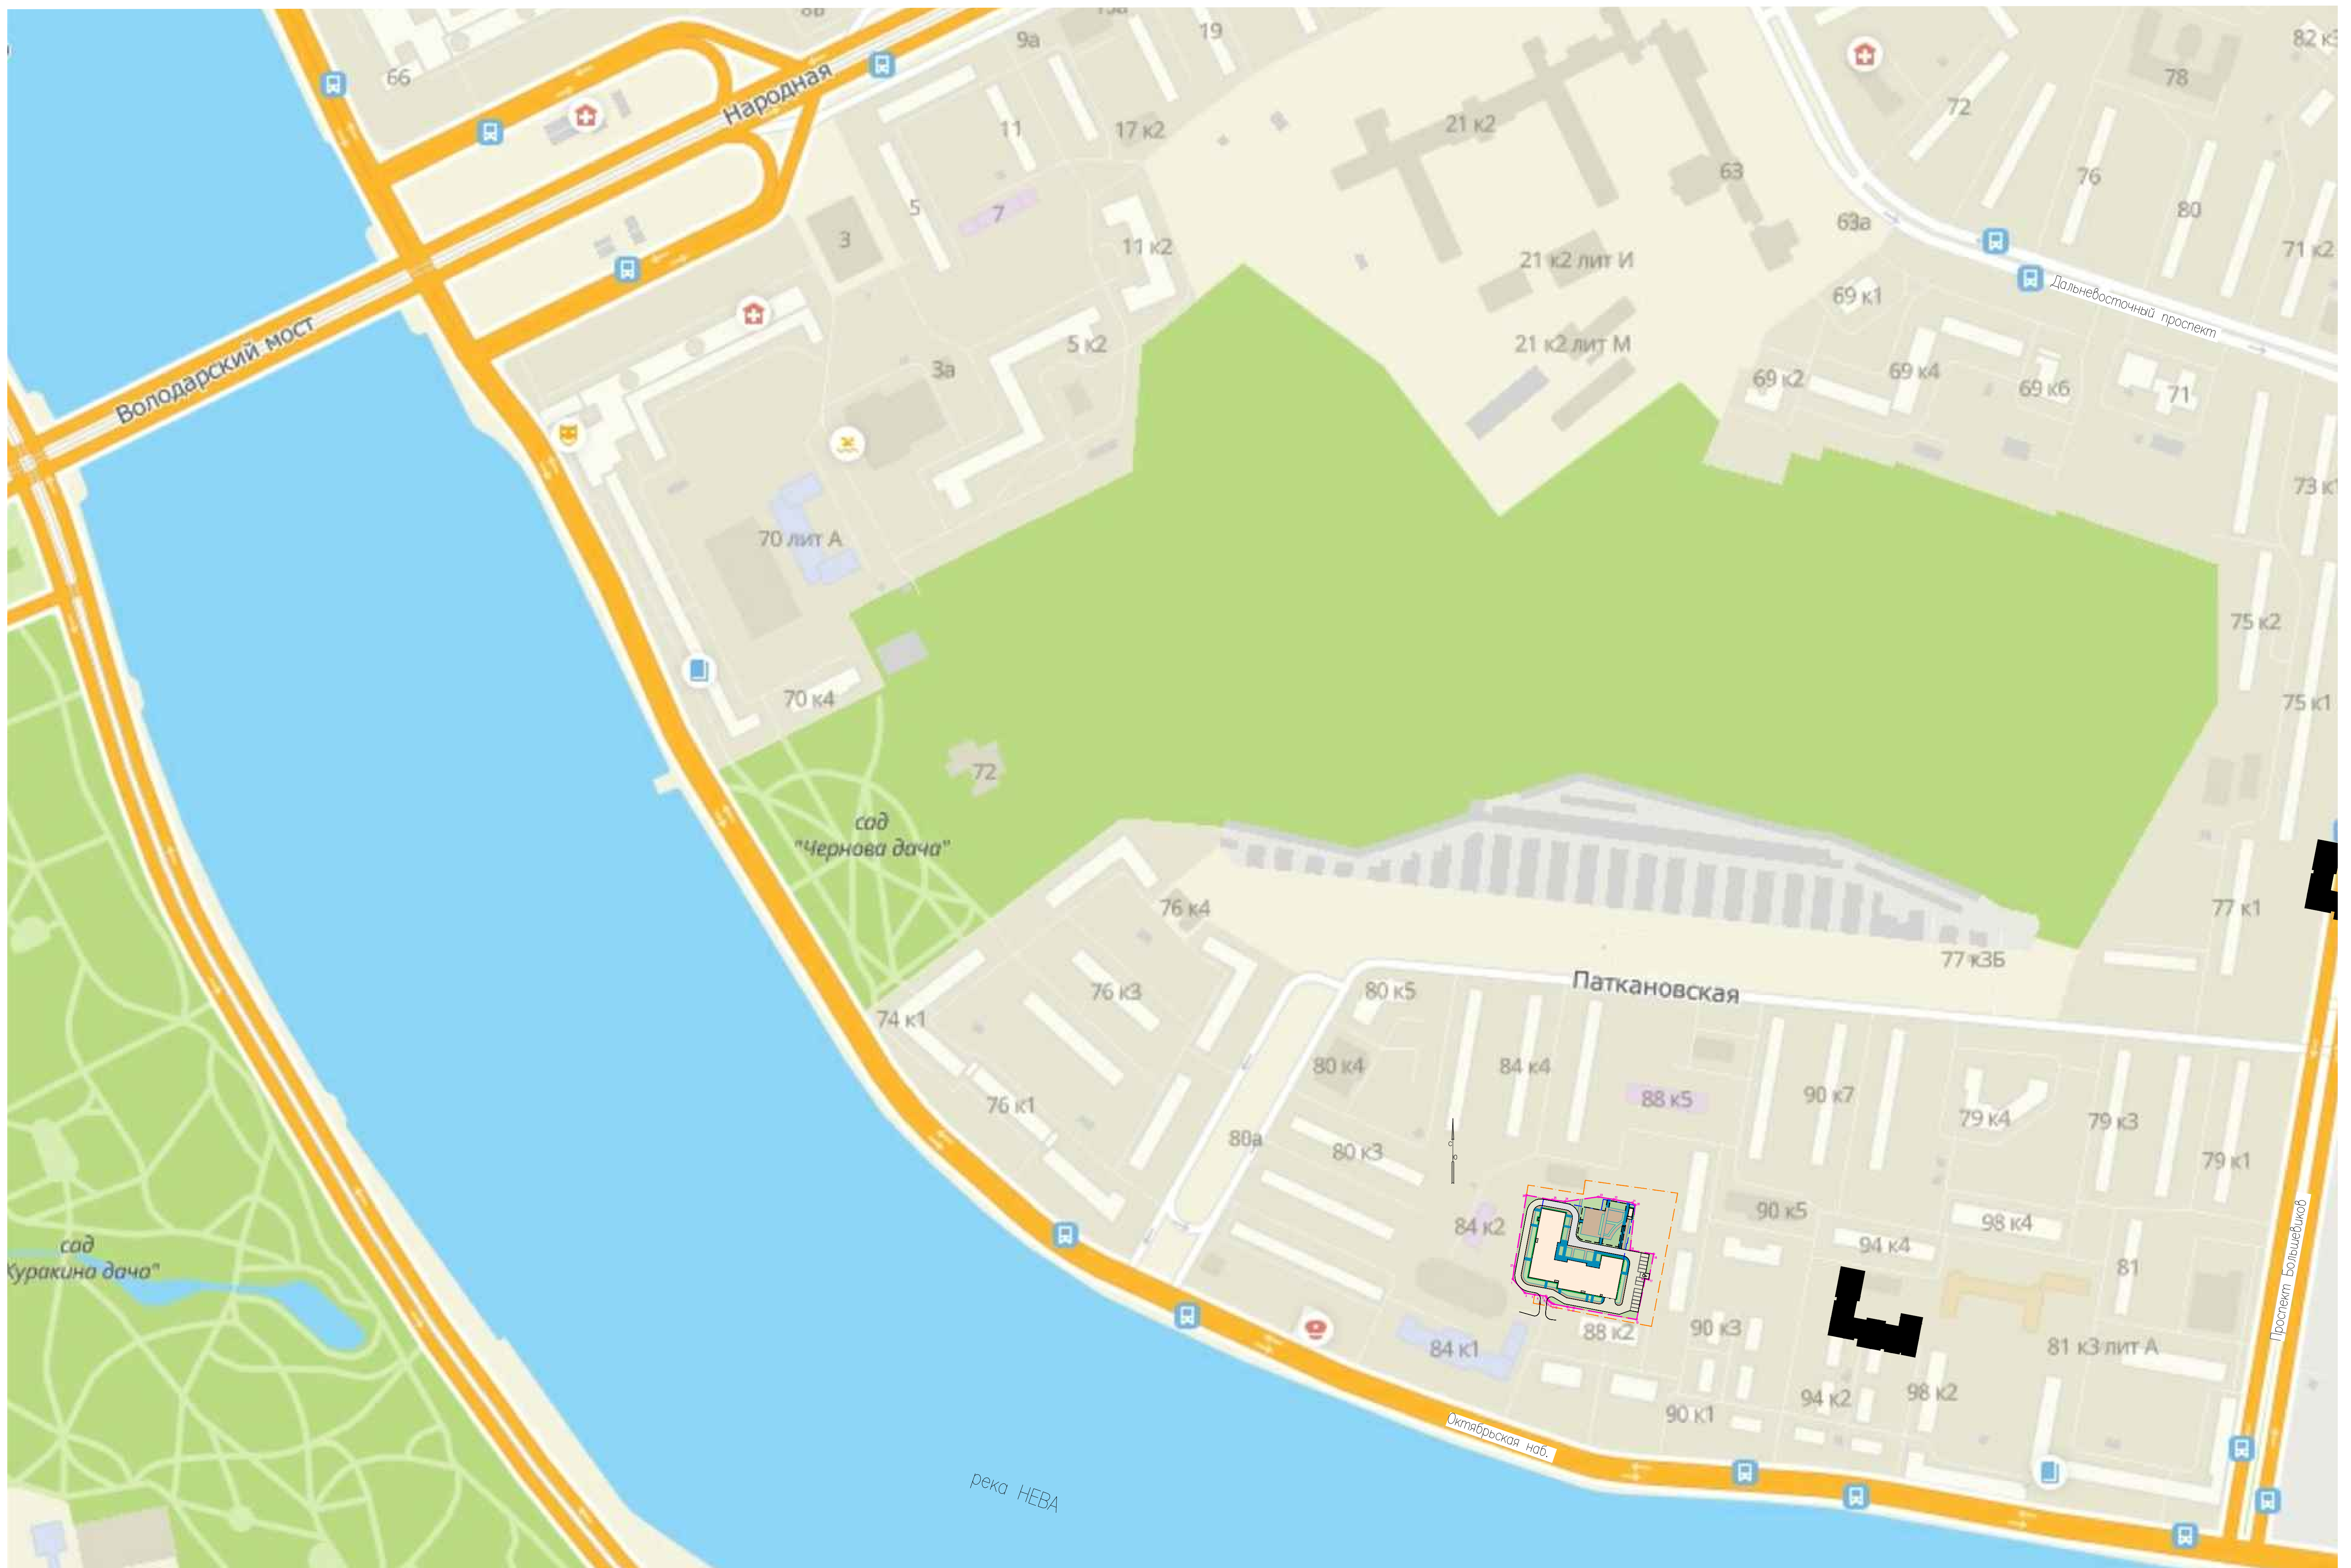 8В
19
9а
82 к3
66
78
Народная
72
11
17 к2
21 к2
63
76
7
5
80
63а
3
11 к2
71 к2
21 к2 лит И
69 к1
Дальневосточный проспект
Володарский мост
5 к2
21 к2 лит М
3а
69 к2
69 к4
69 к6
71
73 к1
70 лит А
75 к2
70 к4
75 к1
72
сад
"Чернова дача"
76 к4
77 к1
77 к3Б
Паткановская
76 к3
80 к5
74 к1
80 к4
84 к4
88 к5
90 к7
76 к1
79 к4
79 к3
80а
80 к3
79 к1
С
Ю
90 к5
84 к2
98 к4
сад
Куракина дача"
94 к4
81
Проспект Большевиков
88 к2
90 к3
84 к1
81 к3 лит А
94 к2
98 к2
90 к1
Октябрьская наб.
река НЕВА